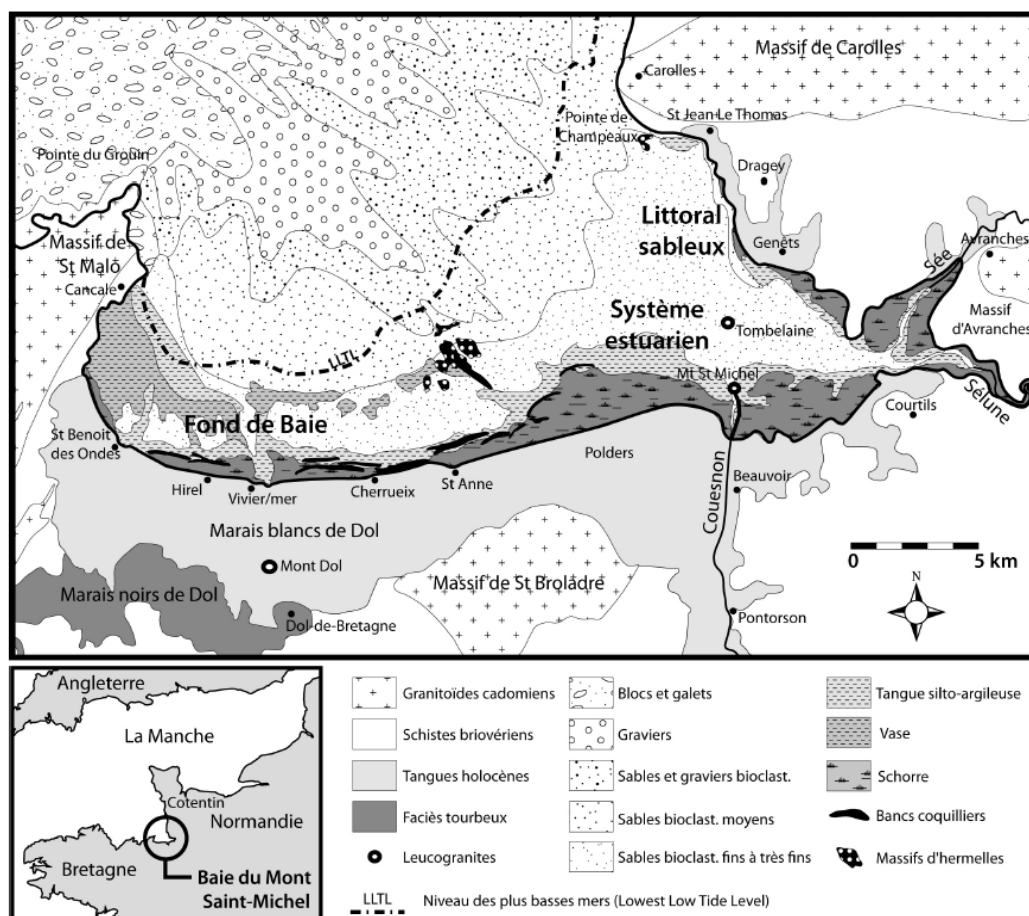 Massif de Carolles
Carolles
St Jean Le Thomas
Pointe de
Champeaux
Pointe du Grouin
Dragey
Littoral
sableux
Genêts
Massif de
St Malo
Cancale
Avranches
Sée
Massif
d'Avranches
Système
estuarien
Tombelaine
LLTL
Mt St Michel
Sélune
Courtils
Fond de Baie
St Benoit
des Ondes
Hirel
Vivier/mer
Cherrueix
St Anne
Polders
Beauvoir
Couesnon
Marais blancs de Dol
Mont Dol
Marais noirs de Dol
Massif de St Broladre
Dol-de-Bretagne
Pontorson
0 5 km
N
Angleterre
La Manche
Cotentin
Normandie
Bretagne
Baie du Mont
Saint-Michel
Granitoïdes cadomiens
Schistes briovériens
Tangues holocènes
Faciès tourbeux
Leucogranites
Blocs et galets
Graviers
Sables et graviers bioclast.
Sables bioclast. moyens
Sables bioclast. fins à très fins
Tangue silto-argileuse
Vase
Schorre
Bancs coquilliers
Massifs d'hermelles
LLTL Niveau des plus basses mers (Lowest Low Tide Level)